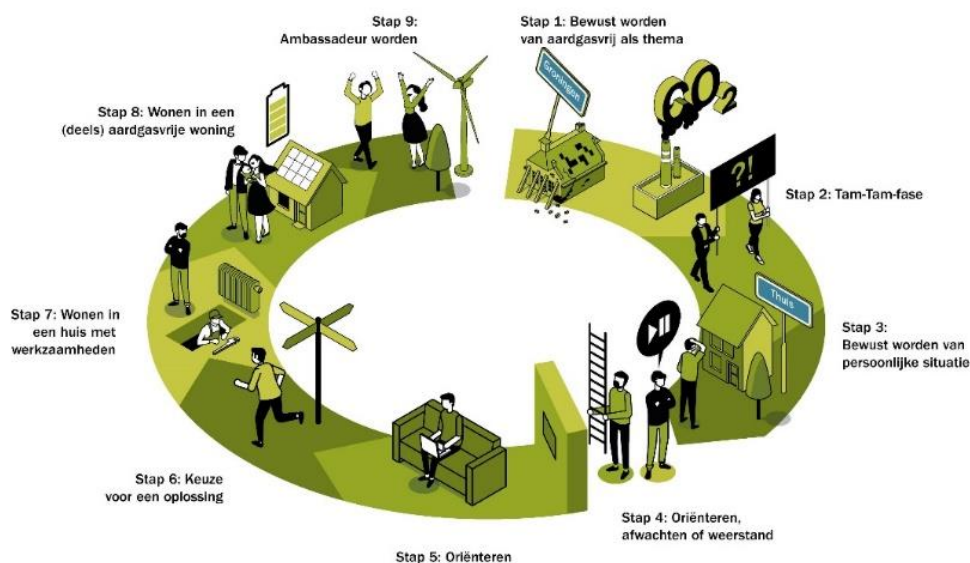 Stap 9:
Ambassadeur worden
Stap 1: Bewust worden
van aardgasvrij als thema
Groningen
CO2
Stap 8: Wonen in een
(deels) aardgasvrije woning
?!
Stap 2: Tam-Tam-fase
Thuis
Stap 7: Wonen in
een huis met
werkzaamheden
Stap 3:
Bewust worden van
persoonlijke situatie
Stap 6: Keuze
voor een oplossing
Stap 4: Oriënteren,
afwachten of weerstand
Stap 5: Oriënteren